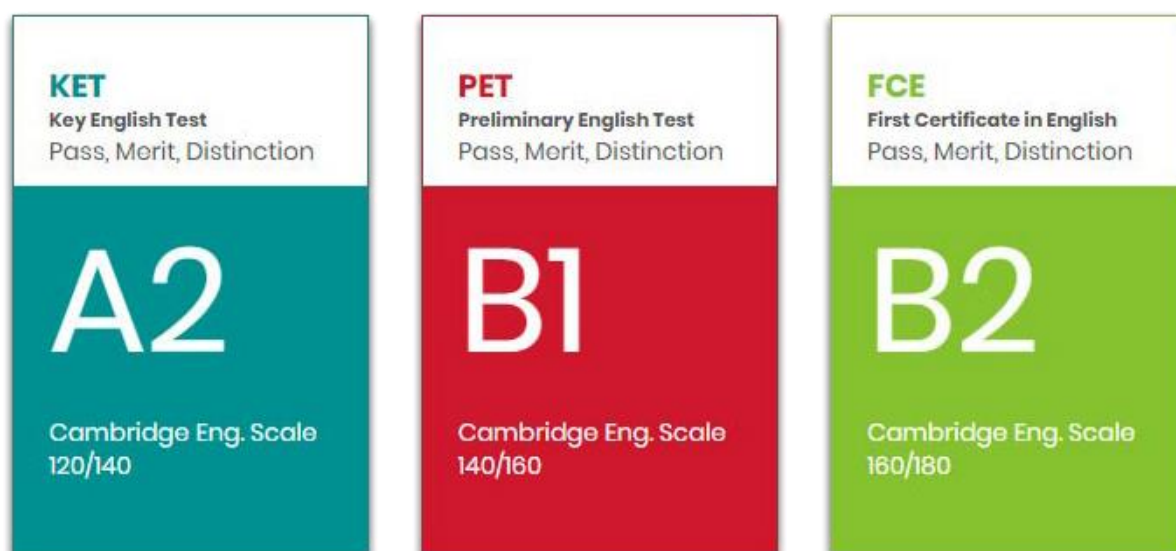 KET
Key English Test
Pass, Merit, Distinction
A2
Cambridge Eng. Scale
120/140
PET
Preliminary English Test
Pass, Merit, Distinction
B1
Cambridge Eng. Scale
140/160
FCE
First Certificate in English
Pass, Merit, Distinction
B2
Cambridge Eng. Scale
160/180